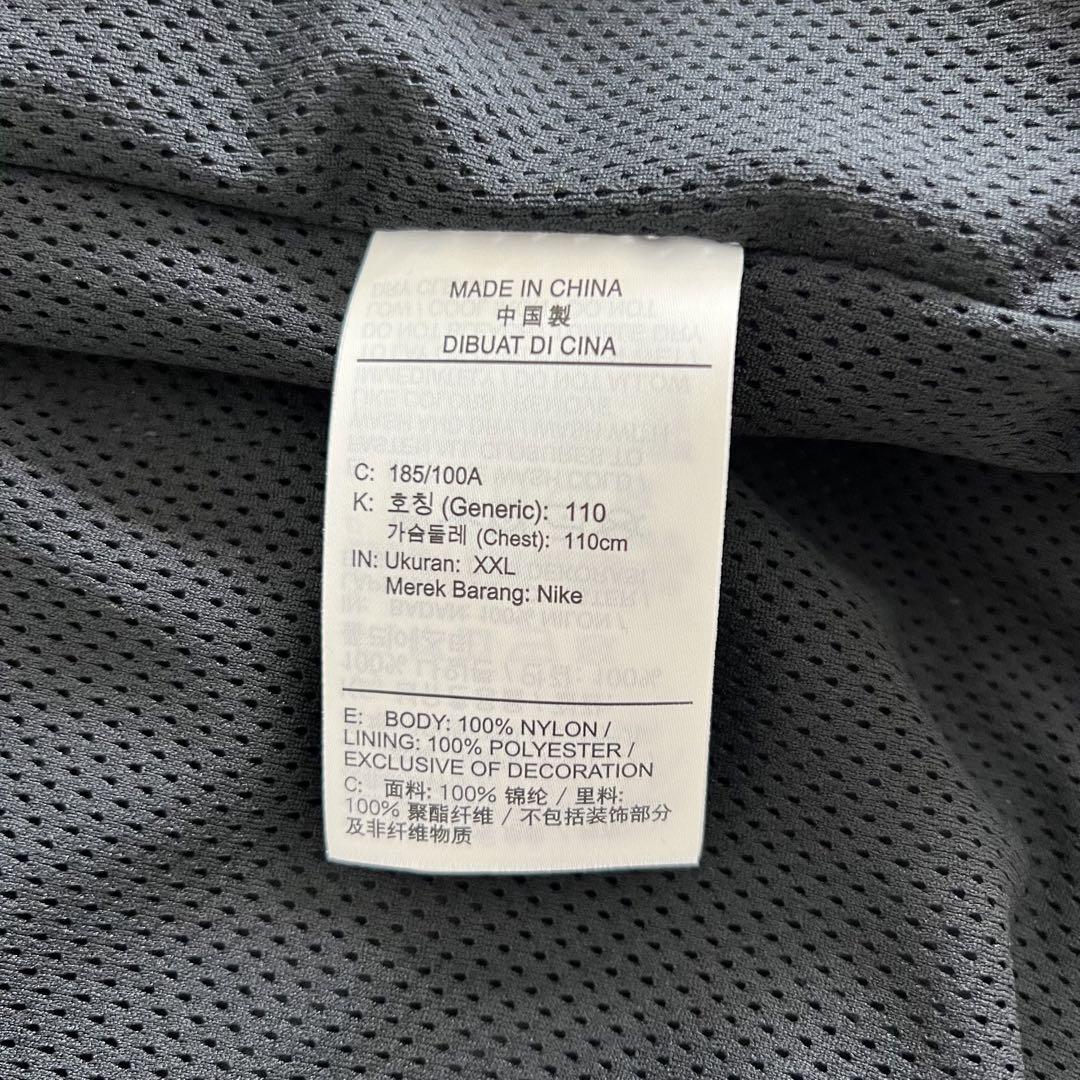 MADE IN CHINA
中国製
DIBUAT DI CINA
C: 185/100A
K: 호칭 (Generic): 110
가슴둘레 (Chest): 110cm
IN: Ukuran: XXL
Merek Barang: Nike
E: BODY: 100% NYLON /
LINING: 100% POLYESTER /
EXCLUSIVE OF DECORATION
C: 面料: 100% 锦纶 / 里料:
100% 聚酯纤维 / 不包括装饰部分
及非纤维物质